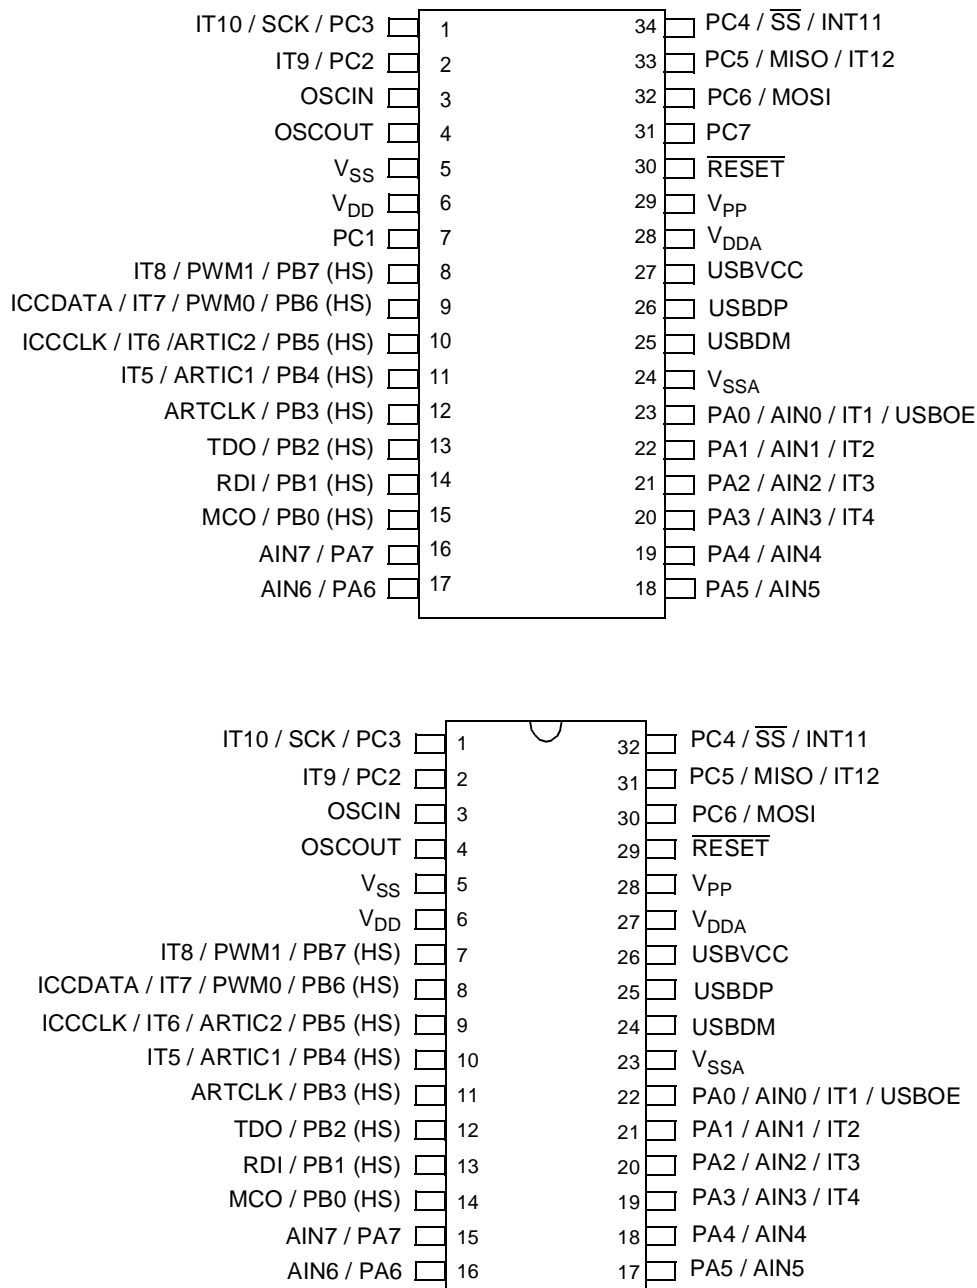 IT10 / SCK / PC3 1 34 PC4 / SS / INT11
IT9 / PC2 2 33 PC5 / MISO / IT12
OSCIN 3 32 PC6 / MOSI
OSCOUT 4 31 PC7
VSS 5 30 RESET
VDD 6 29 VPP
PC1 7 28 VDDA
IT8 / PWM1 / PB7 (HS) 8 27 USBVCC
ICCDATA / IT7 / PWM0 / PB6 (HS) 9 26 USBDP
ICCCLK / IT6 /ARTIC2 / PB5 (HS) 10 25 USBDM
IT5 / ARTIC1 / PB4 (HS) 11 24 VSSA
ARTCLK / PB3 (HS) 12 23 PA0 / AIN0 / IT1 / USBOE
TDO / PB2 (HS) 13 22 PA1 / AIN1 / IT2
RDI / PB1 (HS) 14 21 PA2 / AIN2 / IT3
MCO / PB0 (HS) 15 20 PA3 / AIN3 / IT4
AIN7 / PA7 16 19 PA4 / AIN4
AIN6 / PA6 17 18 PA5 / AIN5
IT10 / SCK / PC3 1 32 PC4 / SS / INT11
IT9 / PC2 2 31 PC5 / MISO / IT12
OSCIN 3 30 PC6 / MOSI
OSCOUT 4 29 RESET
VSS 5 28 VPP
VDD 6 27 VDDA
IT8 / PWM1 / PB7 (HS) 7 26 USBVCC
ICCDATA / IT7 / PWM0 / PB6 (HS) 8 25 USBDP
ICCCLK / IT6 / ARTIC2 / PB5 (HS) 9 24 USBDM
IT5 / ARTIC1 / PB4 (HS) 10 23 VSSA
ARTCLK / PB3 (HS) 11 22 PA0 / AIN0 / IT1 / USBOE
TDO / PB2 (HS) 12 21 PA1 / AIN1 / IT2
RDI / PB1 (HS) 13 20 PA2 / AIN2 / IT3
MCO / PB0 (HS) 14 19 PA3 / AIN3 / IT4
AIN7 / PA7 15 18 PA4 / AIN4
AIN6 / PA6 16 17 PA5 / AIN5